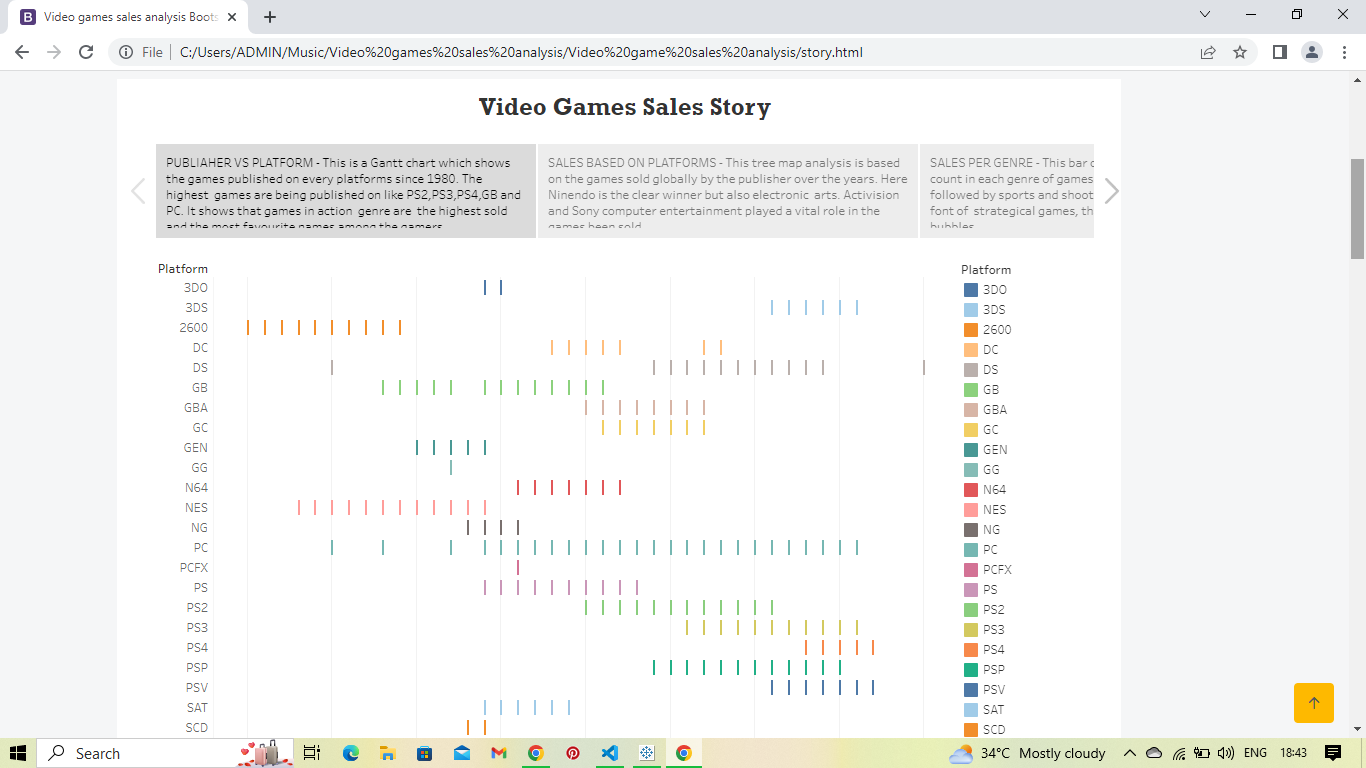 Video games sales analysis Boots
File
C:/Users/ADMIN/Music/Video%20games%20sales%20analysis/Video%20game%20sales%20analysis/story.html
Video Games Sales Story
PUBLIAHER VS PLATFORM - This is a Gantt chart which shows
the games published on every platforms since 1980. The
highest games are being published on like PS2,PS3,PS4,GB and
PC. It shows that games in action genre are the highest sold
and the most favourite names among the gamers
SALES BASED ON PLATFORMS - This tree map analysis is based
on the games sold globally by the publisher over the years. Here
Ninendo is the clear winner but also electronic arts. Activision
and Sony computer entertainment played a vital role in the
games been sold
SALES PER GENRE - This bar c
count in each genre of games
followed by sports and shoot
font of strategical games, th
bubbles
Platform
3DO
3DS
2600
DC
DS
GB
GBA
GC
GEN
GG
N64
NES
NG
PC
PCFX
PS
PS2
PS3
PS4
PSP
PSV
SAT
SCD
Platform
3DO
3DS
2600
DC
DS
GB
GBA
GC
GEN
GG
N64
NES
NG
PC
PCFX
PS
PS2
PS3
PS4
PSP
PSV
SAT
SCD
Search
34°C Mostly cloudy
ENG
18:43